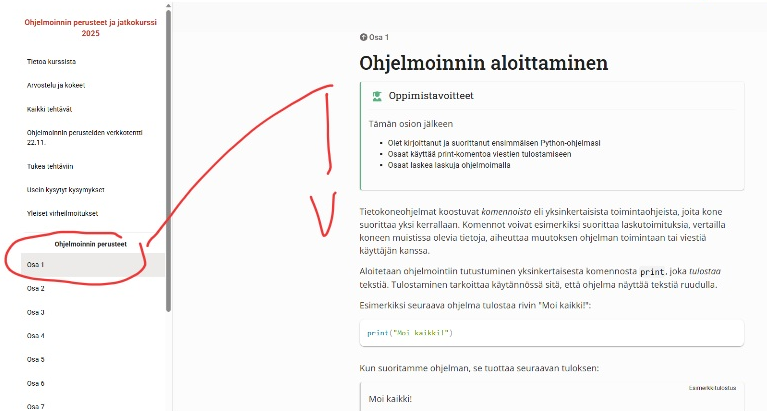 Ohjelmoinnin perusteet ja jatkokurssi
2025
Tietoa kurssista
Arvostelu ja kokeet
Kaikki tehtävät
Ohjelmoinnin perusteiden verkkotentti
22.11.
Tukea tehtäviin
Usein kysytyt kysymykset
Yleiset virheilmoitukset
Ohjelmoinnin perusteet
Osa 1
Osa 2
Osa 3
Osa 4
Osa 5
Osa 6
Osa 7
Osa 1
Ohjelmoinnin aloittaminen
Oppimistavoitteet
Tämän osion jälkeen
Olet kirjoittanut ja suorittanut ensimmäisen Python-ohjelmasi
Osaat käyttää print-komentoa viestien tulostamiseen
Osaat laskea laskuja ohjelmoimalla
Tietokoneohjelmat koostuvat komennoista eli yksinkertaisista toimintaohjeista, joita kone
suorittaa yksi kerrallaan. Komennot voivat esimerkiksi suorittaa laskutoimituksia, vertailla
koneen muistissa olevia tietoja, aiheuttaa muutoksen ohjelman toimintaan tai viestiä
käyttäjän kanssa.
Aloitetaan ohjelmointiin tutustuminen yksinkertaisesta komennosta print, joka tulostaa
tekstiä. Tulostaminen tarkoittaa käytännössä sitä, että ohjelma näyttää tekstiä ruudulla.
Esimerkiksi seuraava ohjelma tulostaa rivin "Moi kaikki!":
print("Moi kaikki!")
Kun suoritamme ohjelman, se tuottaa seuraavan tuloksen:
Esimerkkitulostus
Moi kaikki!